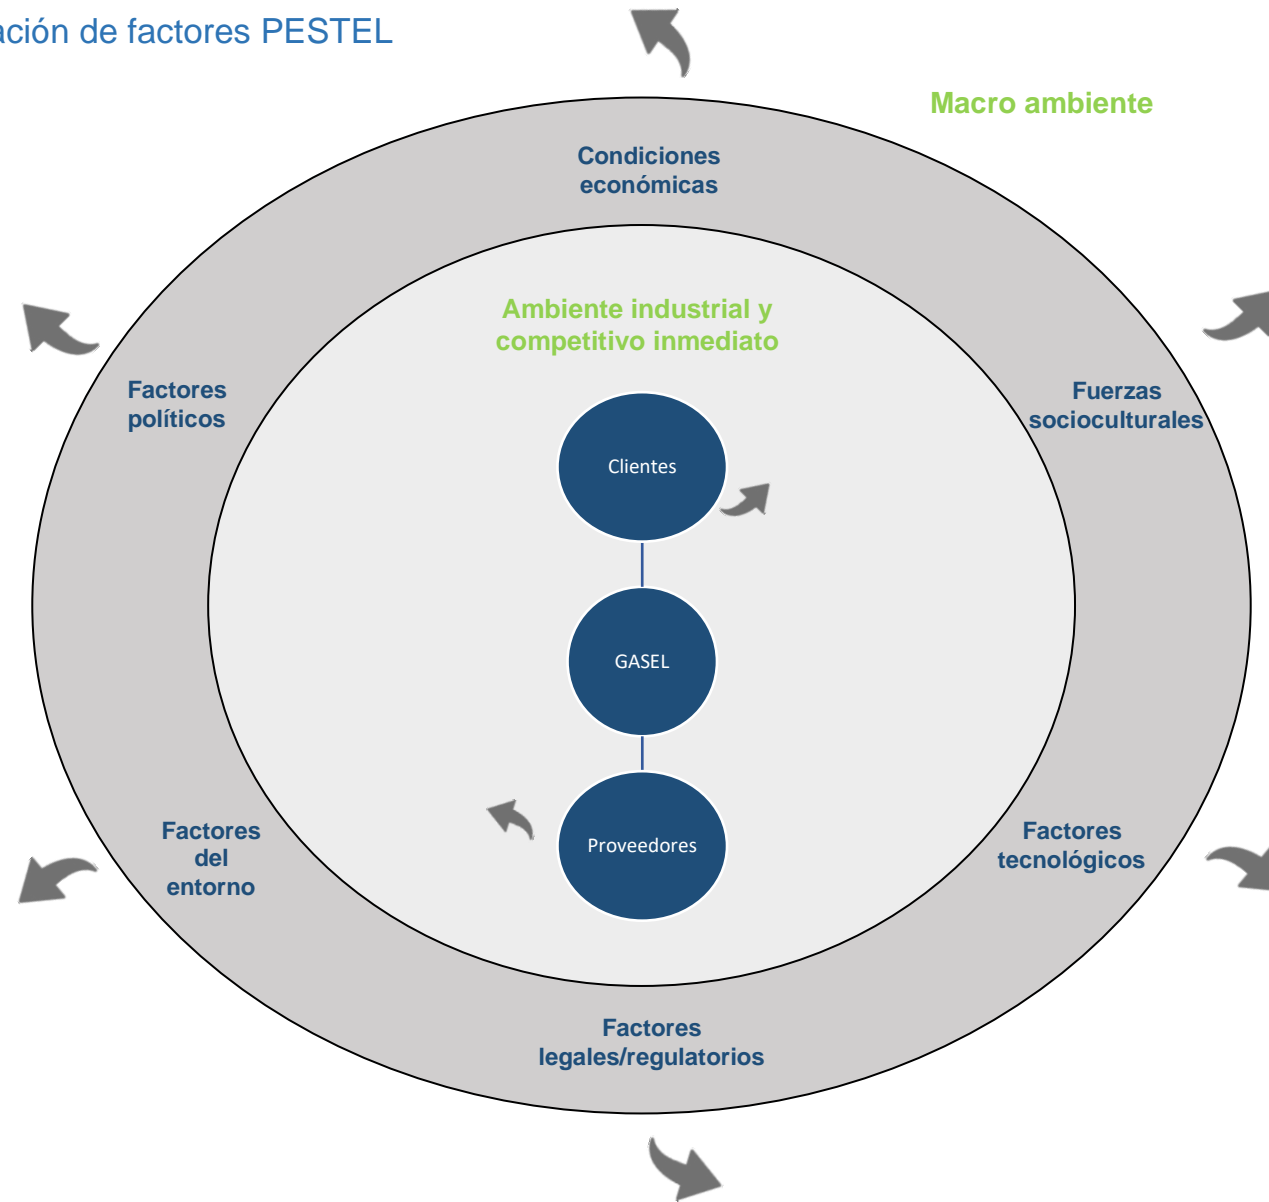 de factores PESTEL
Macro ambiente
Condiciones
económicas
Ambiente industrial y
competitivo inmediato
Factores
políticos
Fuerzas
socioculturales
Clientes
GASEL
Proveedores
Factores
del
entorno
Factores
tecnológicos
Factores
legales/regulatorios